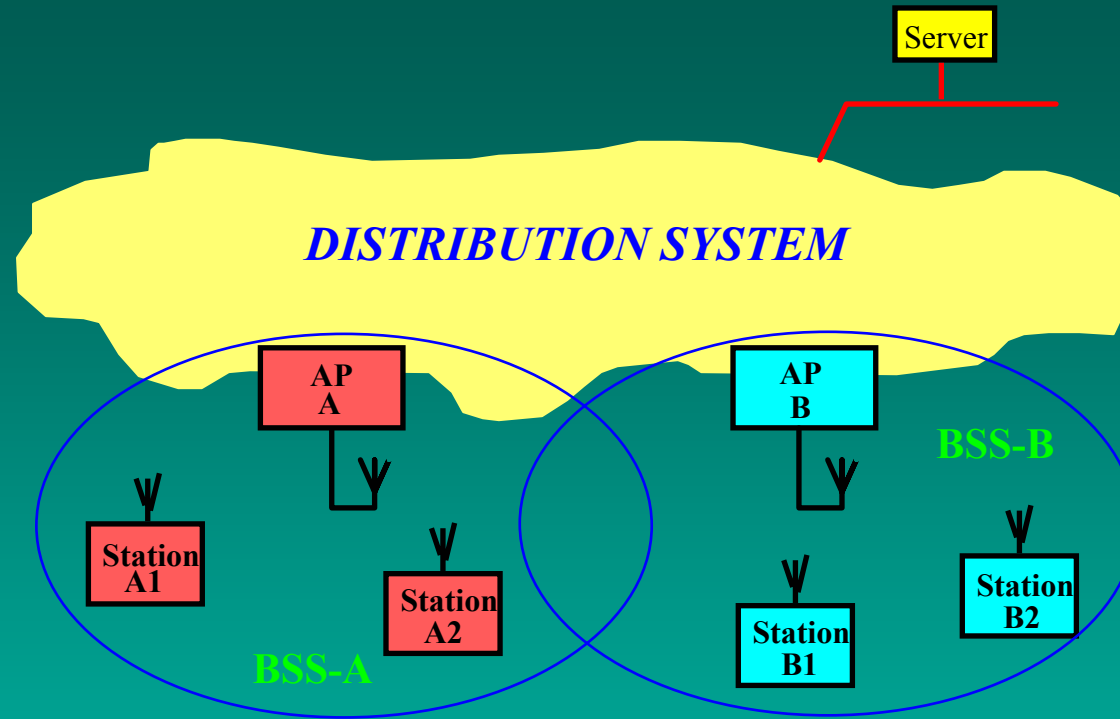 Server
DISTRIBUTION SYSTEM
AP
A
AP
B
BSS-B
Station
A1
Station
A2
Station
B1
Station
B2
BSS-A